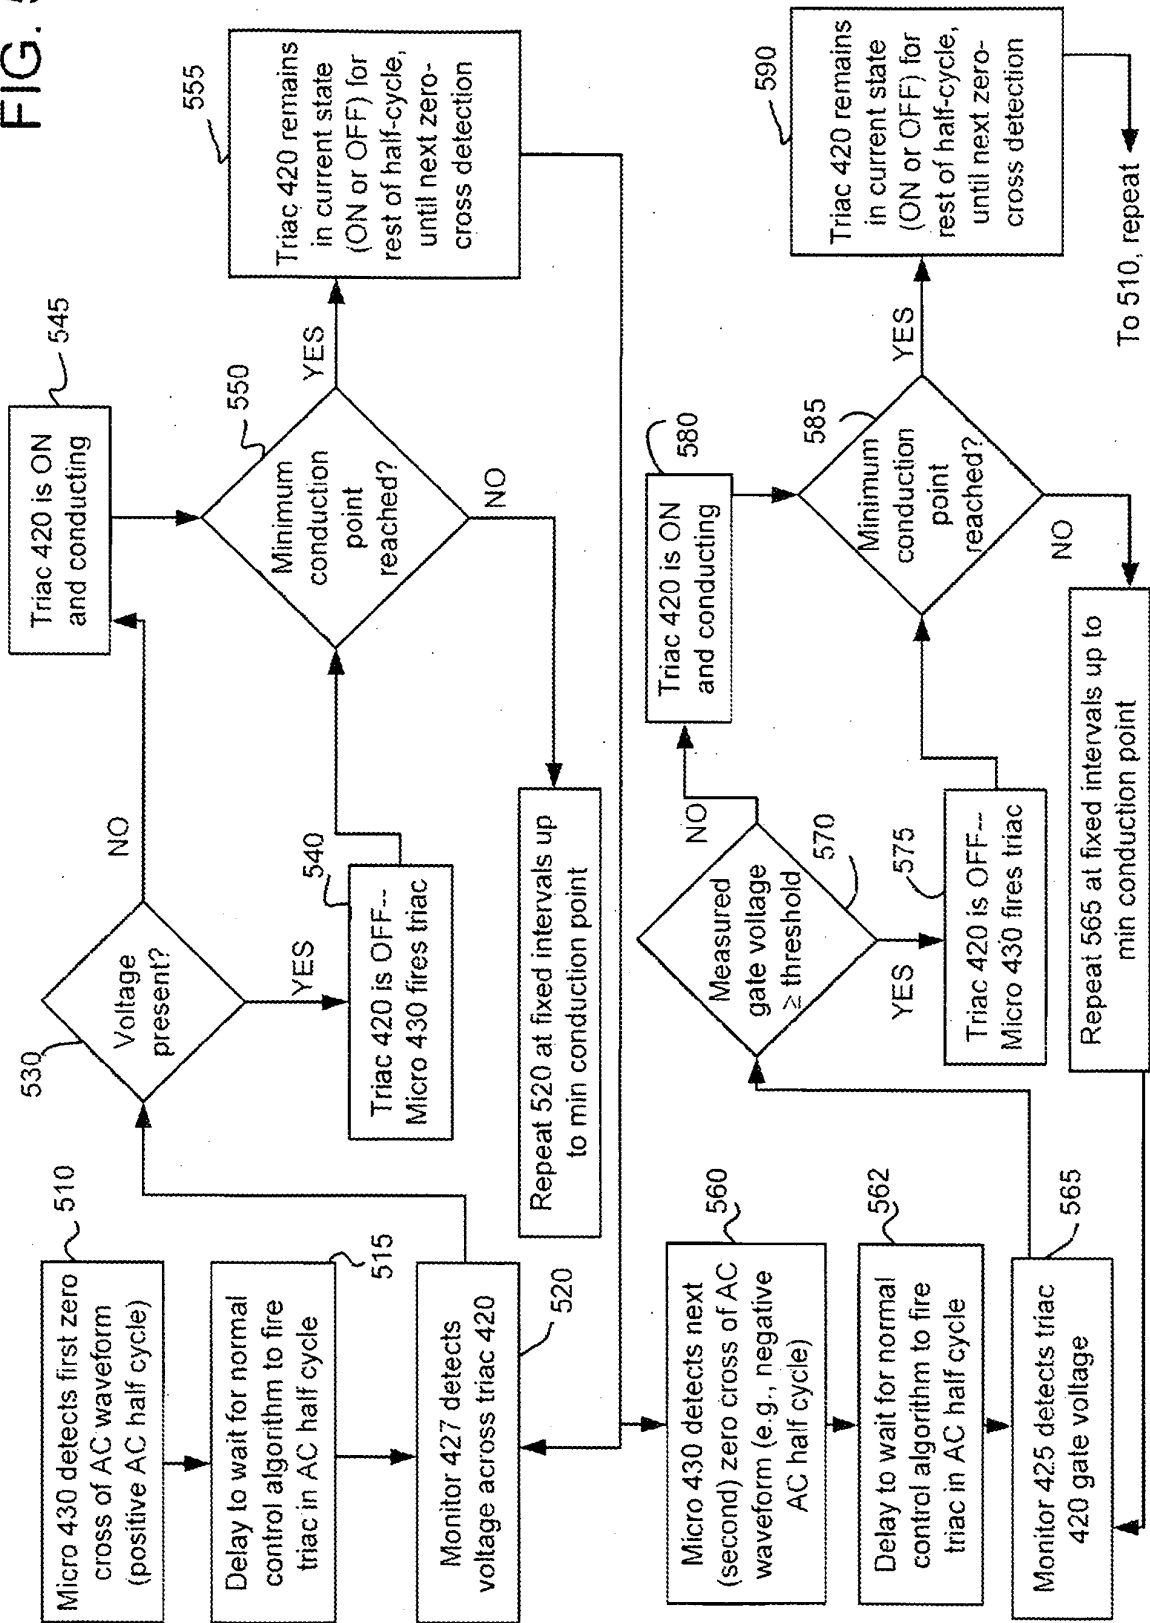 FIG. 5
510
Micro 430 detects first zero
cross of AC waveform
(positive AC half cycle)
515
Delay to wait for normal
control algorithm to fire
triac in AC half cycle
520
Monitor 427 detects
voltage across triac 420
530
Voltage
present?
NO
YES
540
Triac 420 is OFF--
Micro 430 fires triac
545
Triac 420 is ON
and conducting
550
Minimum
conduction
point
reached?
YES
NO
Repeat 520 at fixed intervals up
to min conduction point
555
Triac 420 remains
in current state
(ON or OFF) for
rest of half-cycle,
until next zero-
cross detection
560
Micro 430 detects next
(second) zero cross of AC
waveform (e.g., negative
AC half cycle)
562
Delay to wait for normal
control algorithm to fire
triac in AC half cycle
565
Monitor 425 detects triac
420 gate voltage
570
Measured
gate voltage
≥ threshold
NO
YES
575
Triac 420 is OFF--
Micro 430 fires triac
580
Triac 420 is ON
and conducting
585
Minimum
conduction
point
reached?
YES
NO
Repeat 565 at fixed intervals up to
min conduction point
590
Triac 420 remains
in current state
(ON or OFF) for
rest of half-cycle,
until next zero-
cross detection
To 510, repeat